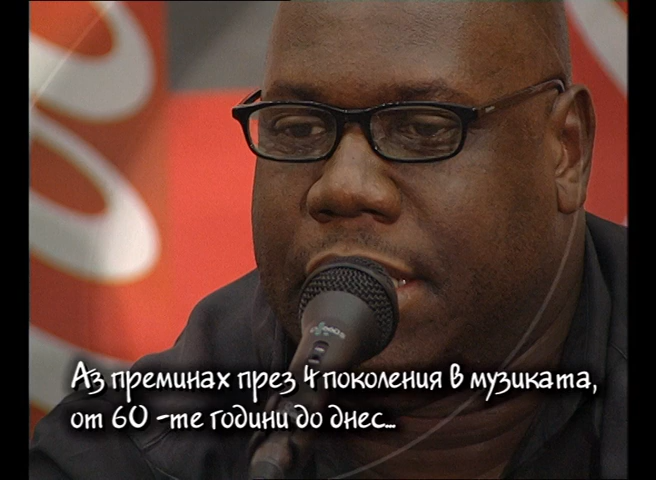 Аз преминах през 4 поколения в музиката,
от 60 -те години до днес...